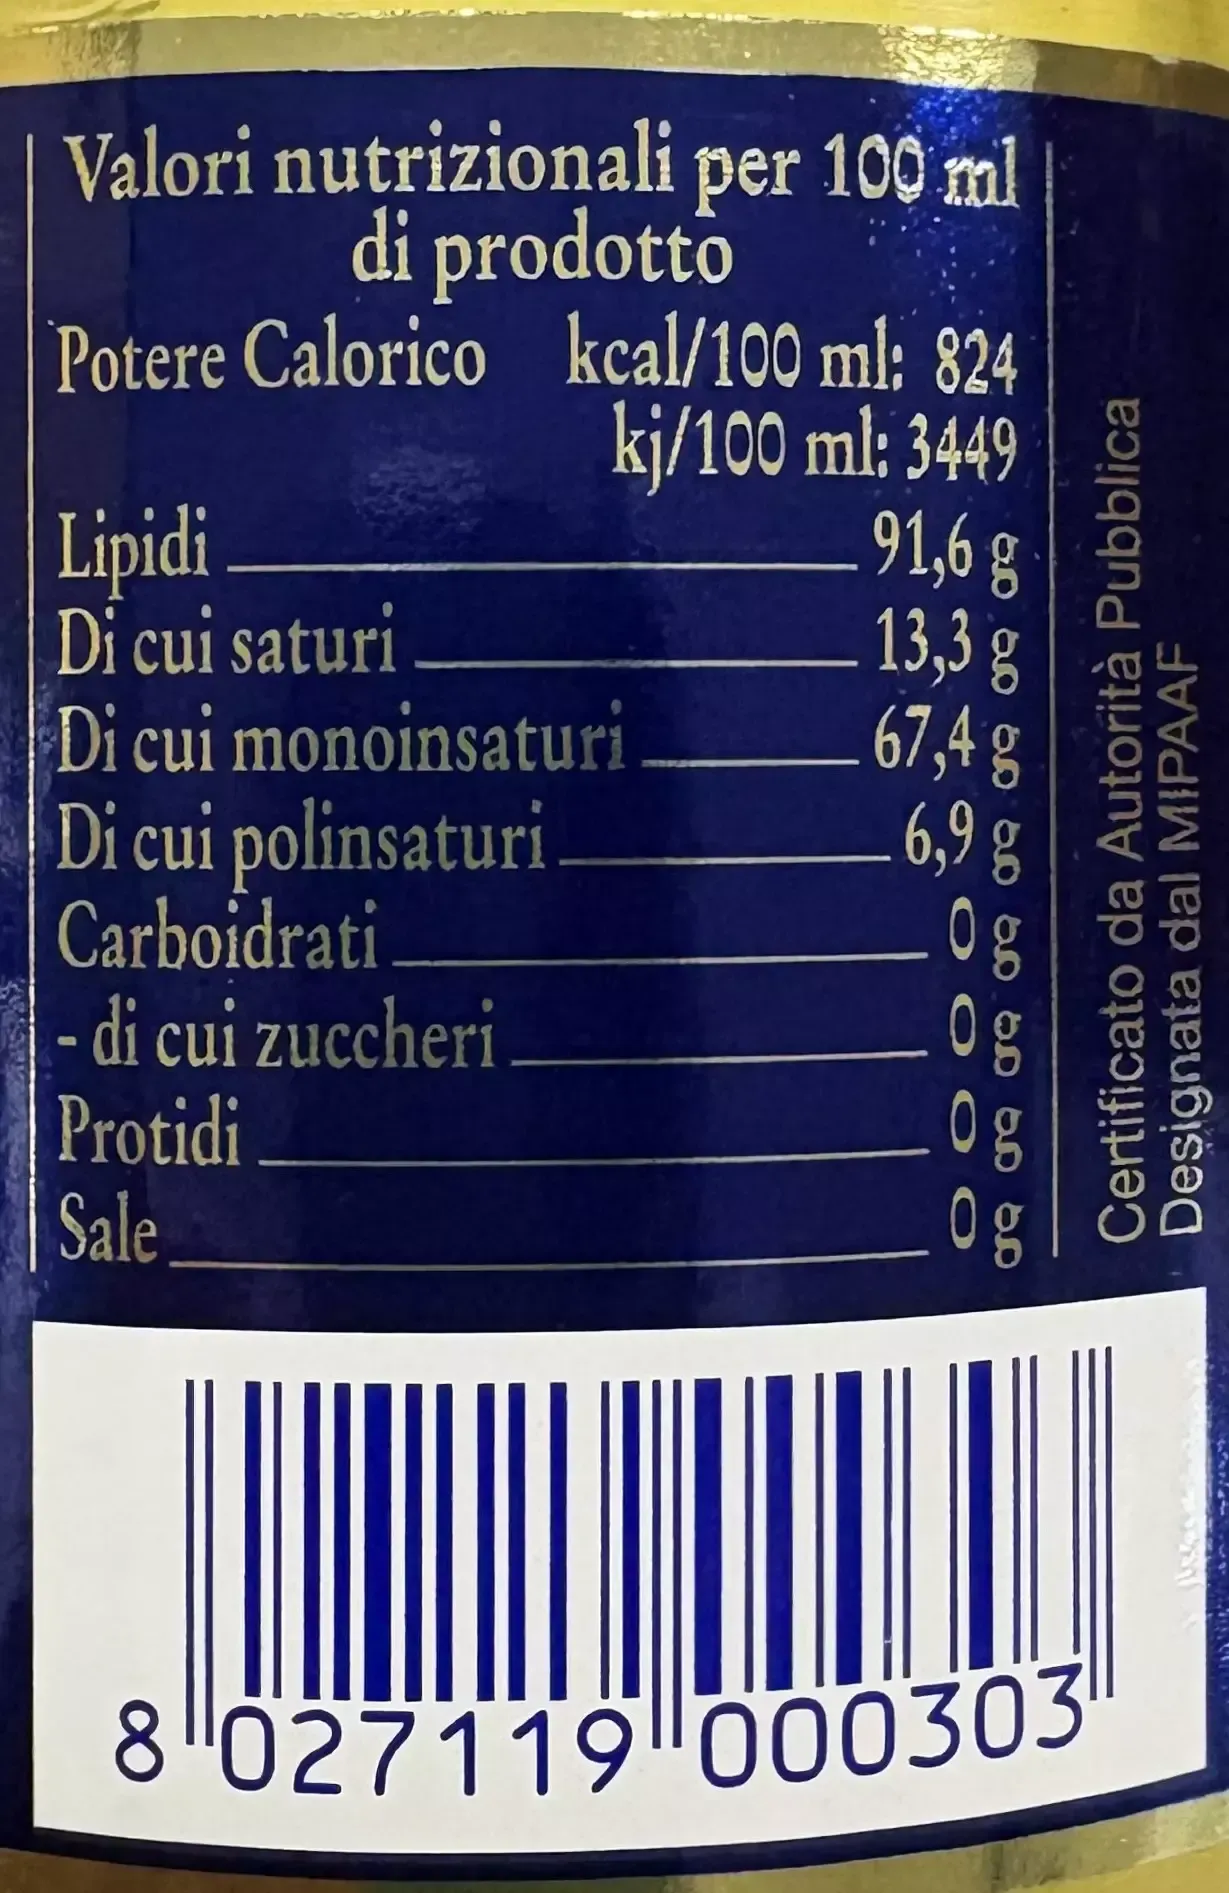 Valori nutrizionali per 100 ml
di prodotto
Potere Calorico kcal/100 ml: 824
kj/100 ml: 3449
Lipidi 91,6 g
Di cui saturi 13,3 g
Di cui monoinsaturi 67,4 g
Di cui polinsaturi 6,9 g
Carboidrati 0 g
- di cui zuccheri 0 g
Protidi 0 g
Sale 0 g
Certificato da Autorità Pubblica
Designata dal MIPAAF
8 027119 000303